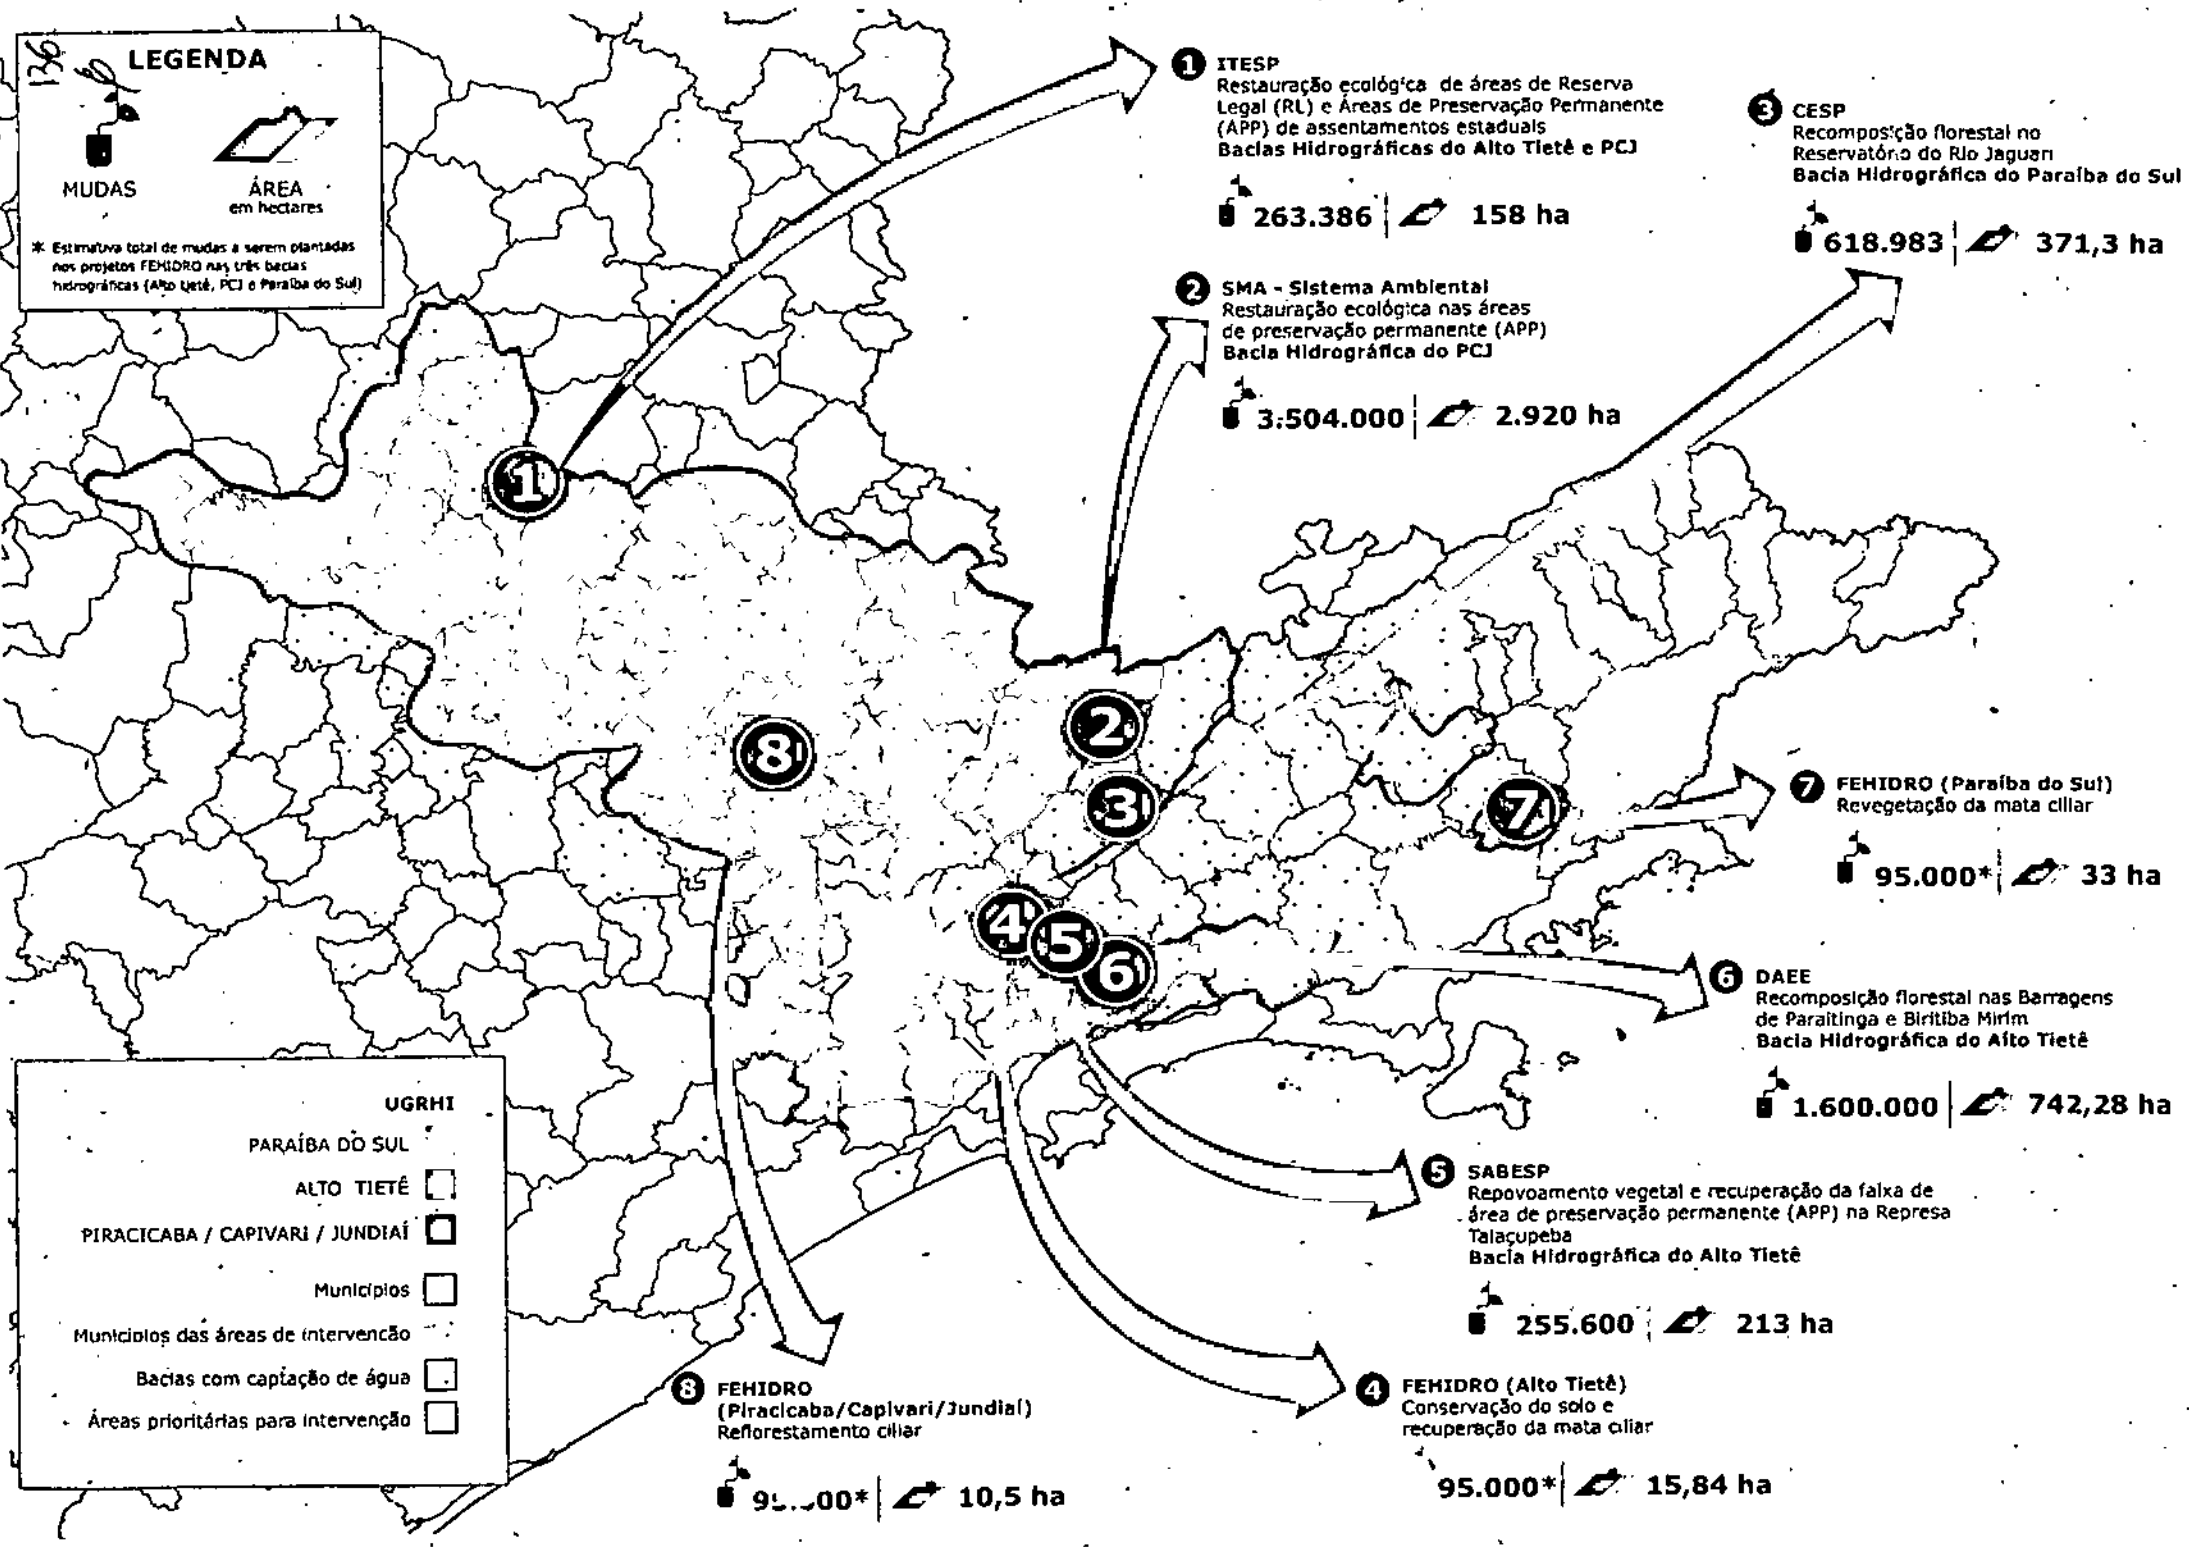 136
LEGENDA
MUDAS
ÁREA
em hectares
* Estimativa total de mudas a serem plantadas
nos projetos FEHIDRO nas três bacias
hidrográficas (Alto tietê, PCJ e Paraíba do Sul)
1 ITESP
Restauração ecológica de áreas de Reserva
Legal (RL) e Áreas de Preservação Permanente
(APP) de assentamentos estaduais
Bacias Hidrográficas do Alto Tietê e PCJ
263.386 158 ha
3 CESP
Recomposição florestal no
Reservatório do Rio Jaguari
Bacia Hidrográfica do Paraíba do Sul
618.983 371,3 ha
2 SMA - Sistema Ambiental
Restauração ecológica nas áreas
de preservação permanente (APP)
Bacia Hidrográfica do PCJ
3.504.000 2.920 ha
1
2
8
3
7
4
5
6
7 FEHIDRO (Paraíba do Sul)
Revegetação da mata ciliar
95.000* 33 ha
6 DAEE
Recomposição florestal nas Barragens
de Paraitinga e Biritiba Mirim
Bacia Hidrográfica do Alto Tietê
1.600.000 742,28 ha
5 SABESP
Repovoamento vegetal e recuperação da faixa de
área de preservação permanente (APP) na Represa
Taiaçupeba
Bacia Hidrográfica do Alto Tietê
255.600 213 ha
4 FEHIDRO (Alto Tietê)
Conservação do solo e
recuperação da mata ciliar
95.000* 15,84 ha
8 FEHIDRO
(Piracicaba/Capivari/Jundiaí)
Reflorestamento ciliar
10,5 ha
UGRHI
PARAÍBA DO SUL
ALTO TIETÊ
PIRACICABA / CAPIVARI / JUNDIAÍ
Municípios
Municípios das áreas de intervenção
Bacias com captação de água
Áreas prioritárias para intervenção